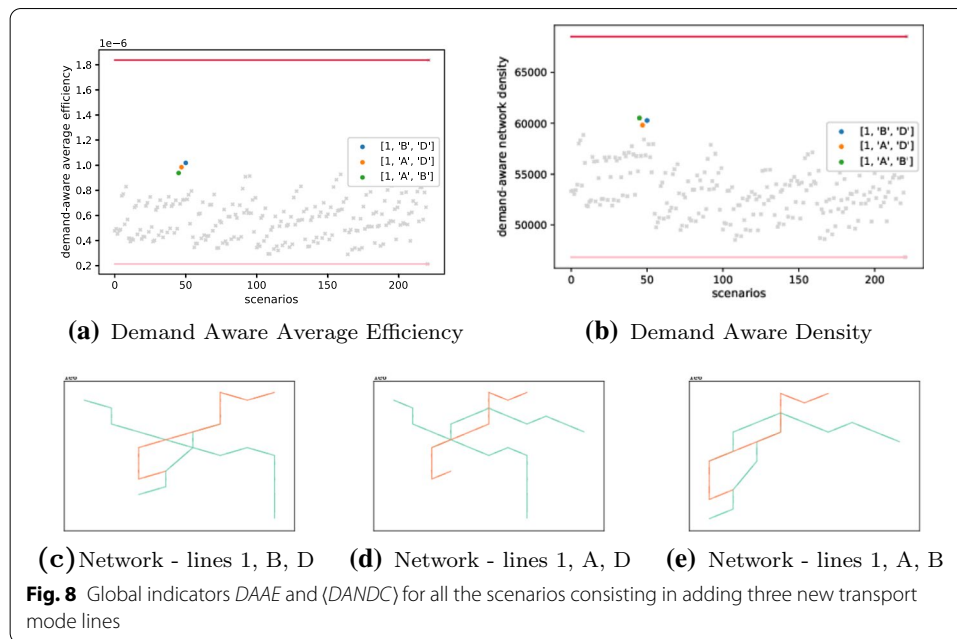 1e−6
1.8
1.6
1.4
1.2
1.0
0.8
0.6
0.4
0.2
demand-aware average efficiency
[1, 'B', 'D']
[1, 'A', 'D']
[1, 'A', 'B']
0 50 100 150 200
scenarios
(a) Demand Aware Average Efficiency
65000
60000
55000
50000
demand-aware network density
[1, 'B', 'D']
[1, 'A', 'D']
[1, 'A', 'B']
0 50 100 150 200
scenarios
(b) Demand Aware Density
(c) Network - lines 1, B, D
(d) Network - lines 1, A, D
(e) Network - lines 1, A, B
Fig. 8 Global indicators DAAE and ⟨DANDC⟩ for all the scenarios consisting in adding three new transport
mode lines